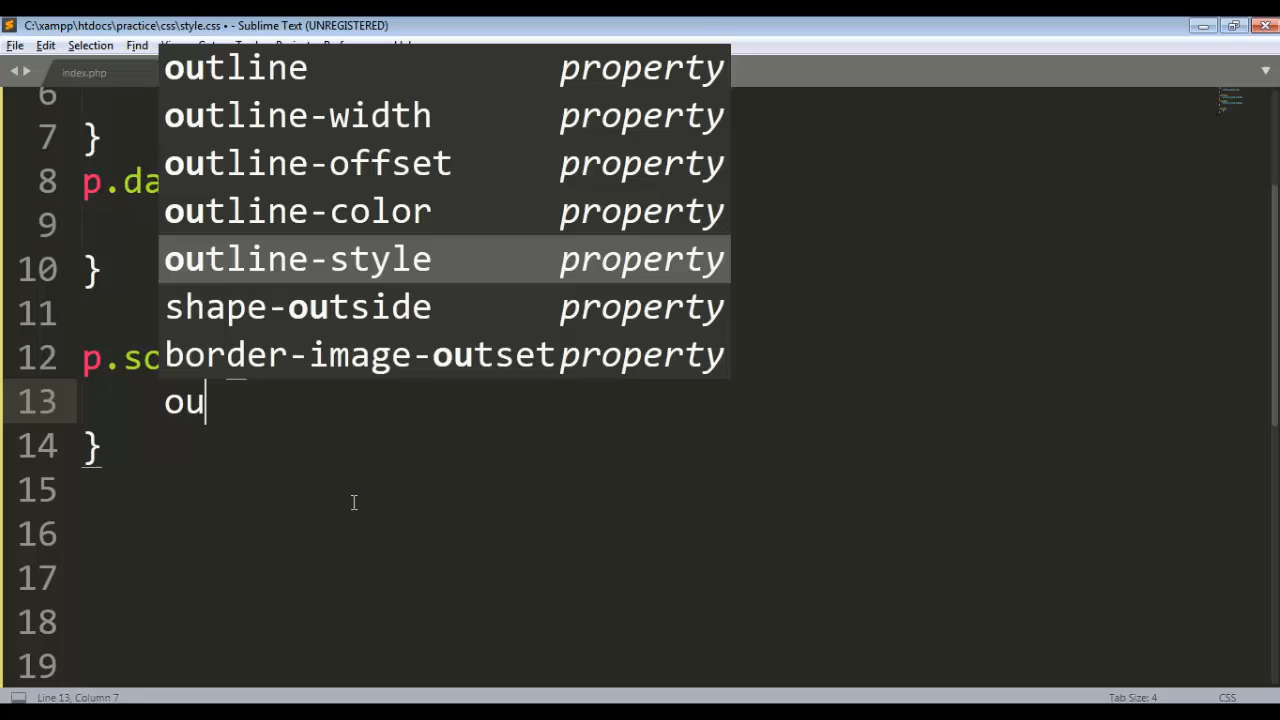 C:\xampp\htdocs\practice\css\style.css • - Sublime Text (UNREGISTERED)
File Edit Selection Find
index.php
outline property
outline-width property
outline-offset property
outline-color property
outline-style property
shape-outside property
border-image-outset property
6
7 }
8 p.da
9
10 }
11
12 p.so
13 ou
14 }
15
16
17
18
19
Line 13, Column 7 Tab Size: 4 CSS